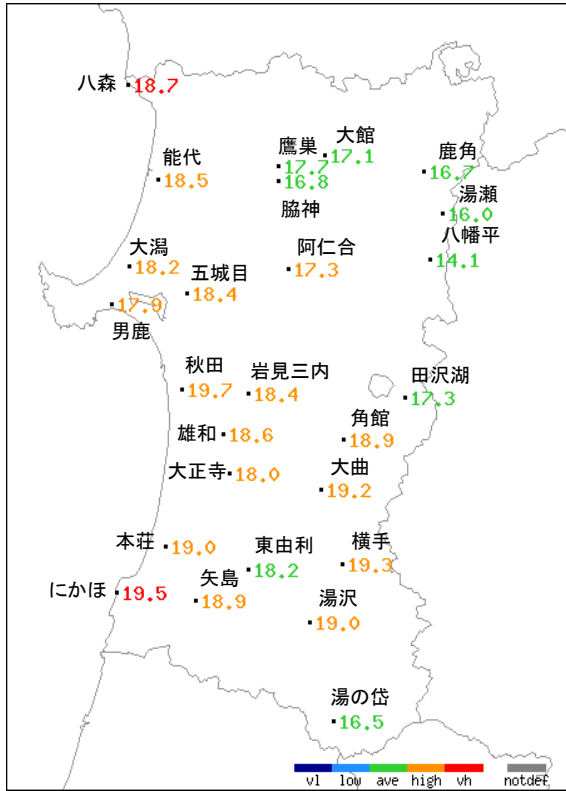 八森
18.7
大館
17.1
鷹巣
17.7
16.8
脇神
能代
18.5
鹿角
16.7
湯瀬
16.0
八幡平
14.1
大潟
18.2
五城目
18.4
阿仁合
17.3
17.9
男鹿
秋田
19.7
岩見三内
18.4
田沢湖
17.3
雄和
18.6
角館
18.9
大正寺
18.0
大曲
19.2
本荘
19.0
東由利
18.2
横手
19.3
にかほ
19.5
矢島
18.9
湯沢
19.0
湯の岱
16.5
vl low ave high vh notdef